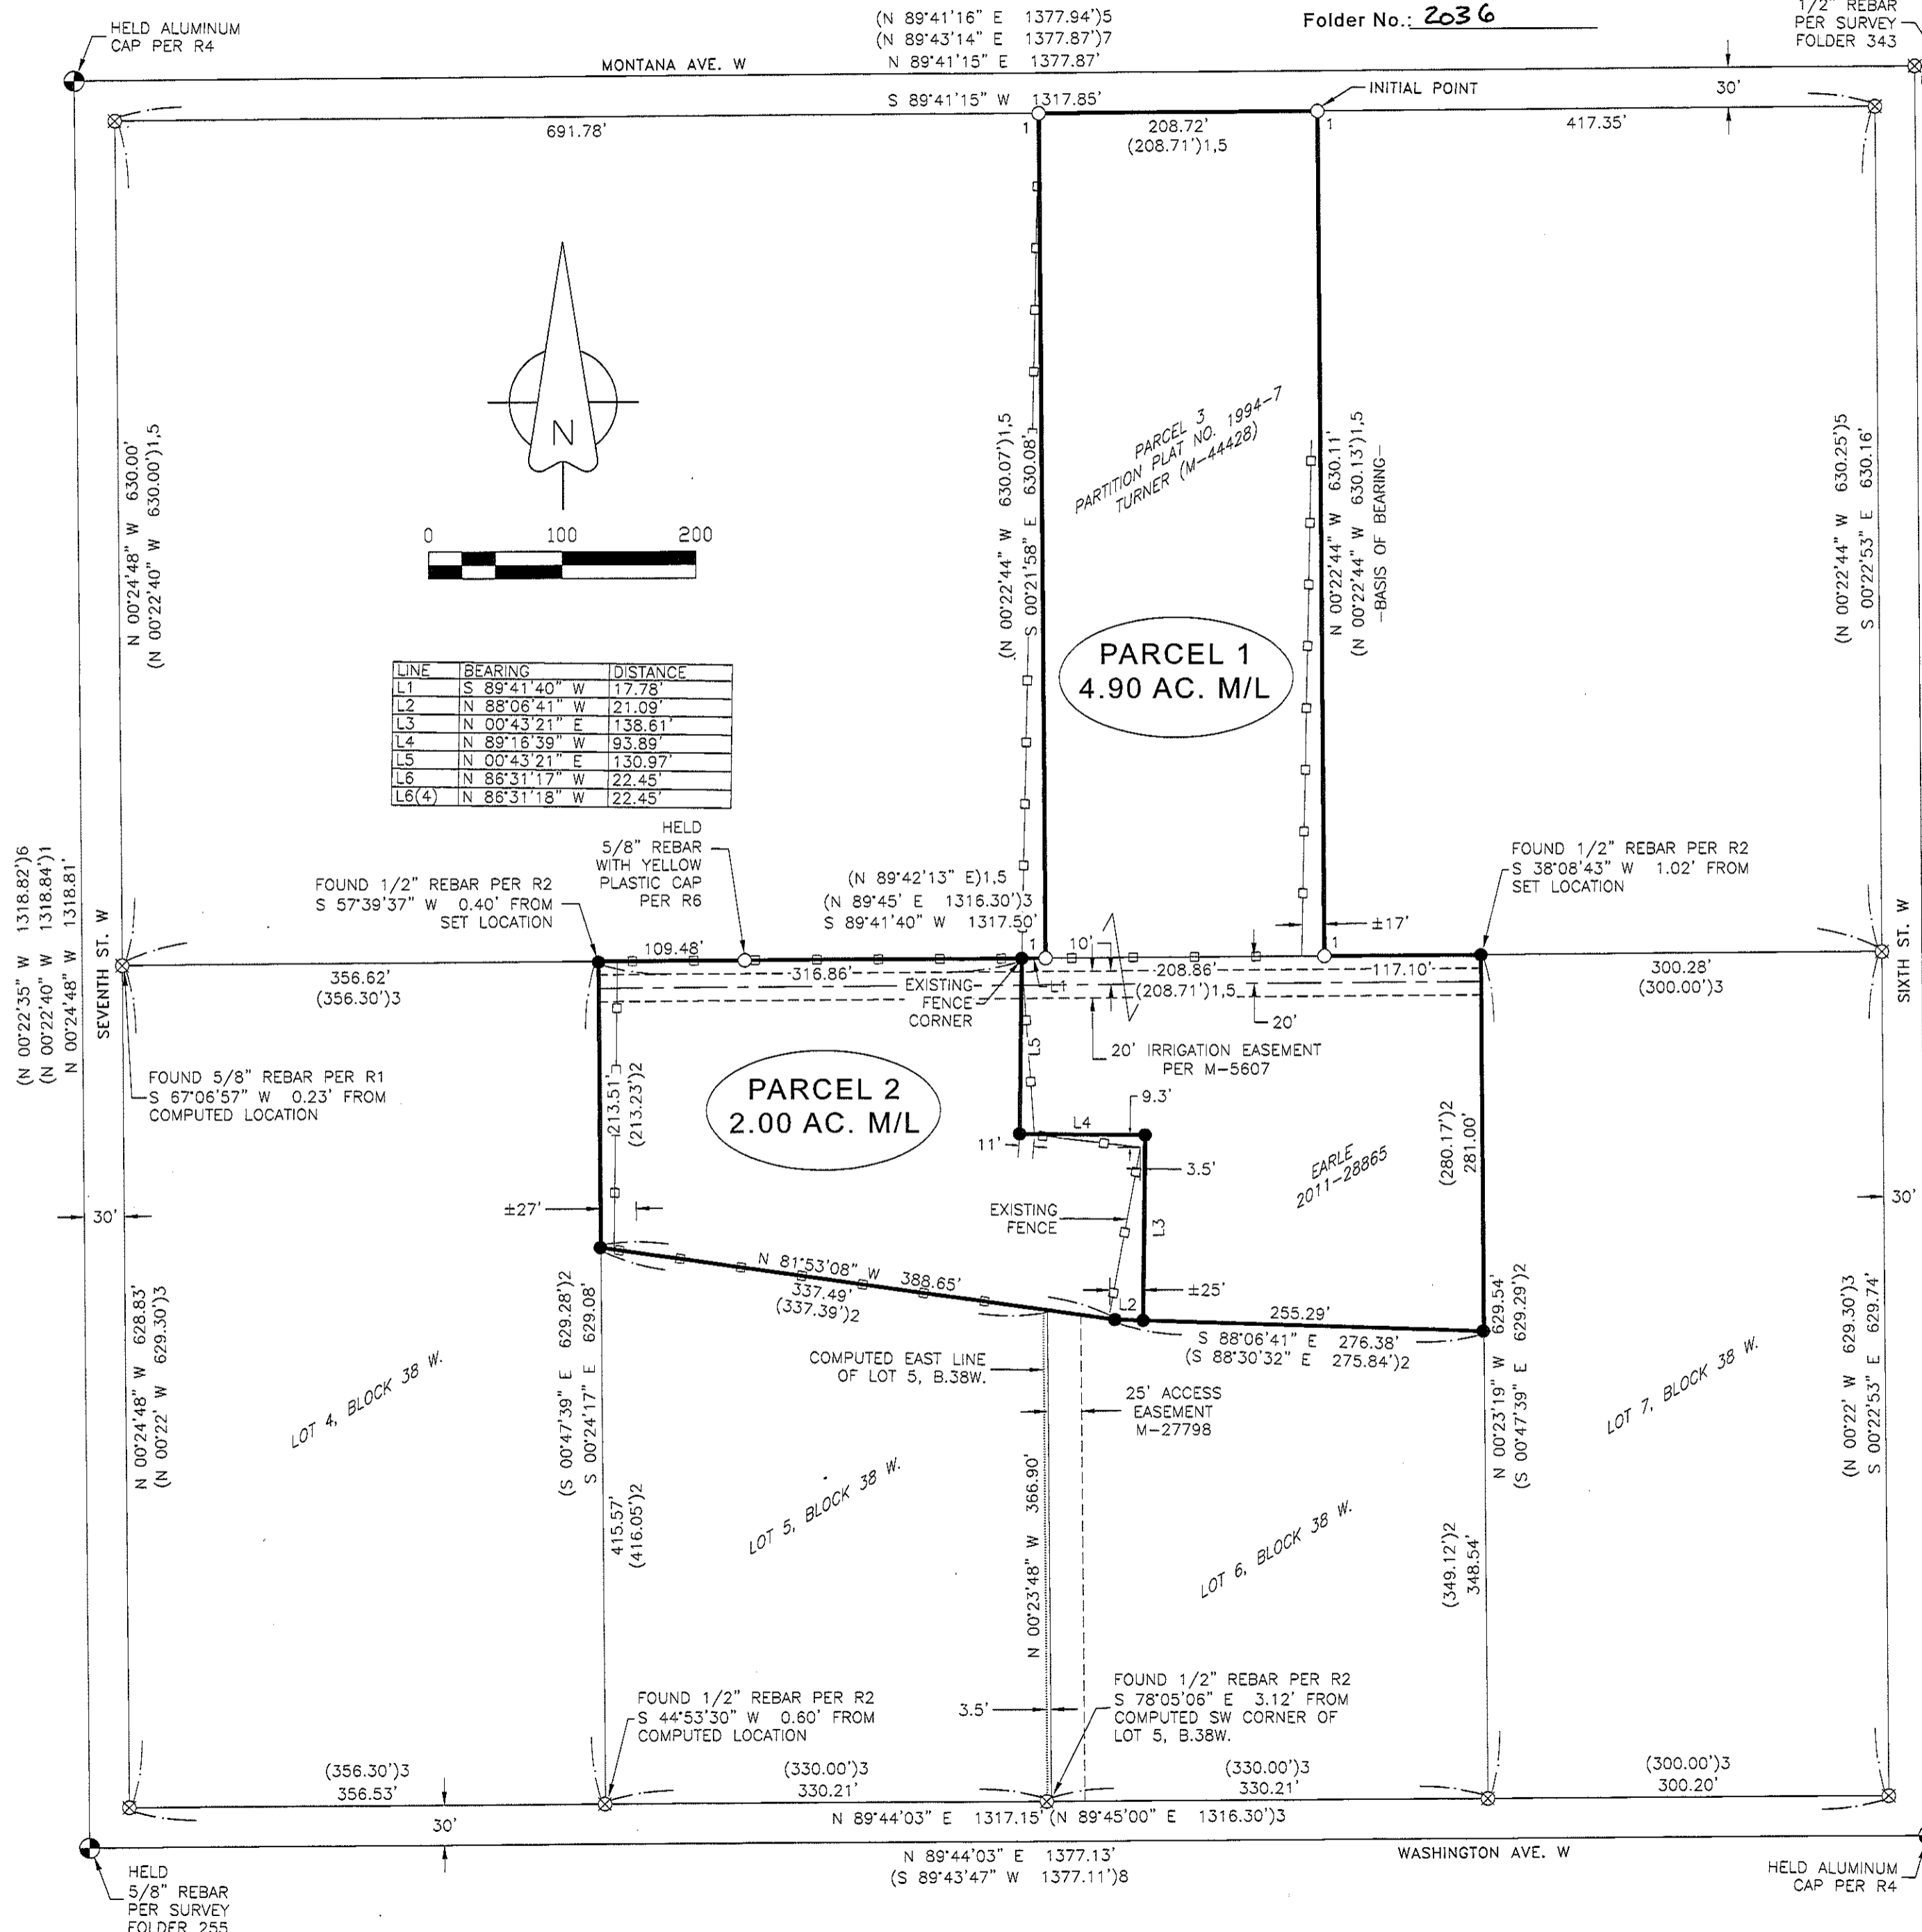 HELD ALUMINUM
CAP PER R4
(N 89°41'16" E 1377.94')5
(N 89°43'14" E 1377.87')7
N 89°41'15" E 1377.87'
MONTANA AVE. W
Folder No.: 2036
1/2" REBAR
PER SURVEY
FOLDER 343
S 89°41'15" W 1317.85'
INITIAL POINT
30'
691.78'
1
208.72'
(208.71')1,5
1
417.35'
N 00°24'48" W 630.00'
(N 00°22'40" W 630.00')1,5
N
0 100 200
(N 00°22'44" W 630.07')1,5
S 00°21'58" E 630.08'
PARCEL 3
PARTITION PLAT NO. 1994-7
TURNER (M-44428)
N 00°22'44" W 630.11'
(N 00°22'44" W 630.13')1,5
-BASIS OF BEARING-
(N 00°22'44" W 630.25')5
S 00°22'53" E 630.16'
PARCEL 1
4.90 AC. M/L
LINE BEARING DISTANCE
L1 S 89°41'40" W 17.78'
L2 N 88°06'41" W 21.09'
L3 N 00°43'21" E 138.61'
L4 N 89°16'39" W 93.89'
L5 N 00°43'21" E 130.97'
L6 N 86°31'17" W 22.45'
L6(4) N 86°31'18" W 22.45'
HELD
5/8" REBAR
WITH YELLOW
PLASTIC CAP
PER R6
FOUND 1/2" REBAR PER R2
S 57°39'37" W 0.40' FROM
SET LOCATION
(N 89°42'13" E)1,5
(N 89°45' E 1316.30')3
S 89°41'40" W 1317.50'
FOUND 1/2" REBAR PER R2
S 38°08'43" W 1.02' FROM
SET LOCATION
±17'
(N 00°22'35" W 1318.82')6
(N 00°22'40" W 1318.84')1
N 00°24'48" W 1318.81'
SEVENTH ST. W
SIXTH ST. W
109.48'
1
10'
1
356.62'
(356.30')3
316.86'
L1
208.86'
(208.71')1,5
117.10'
300.28'
(300.00')3
EXISTING
FENCE
CORNER
20'
20' IRRIGATION EASEMENT
PER M-5607
L5
FOUND 5/8" REBAR PER R1
S 67°06'57" W 0.23' FROM
COMPUTED LOCATION
213.51'
(213.23')2
PARCEL 2
2.00 AC. M/L
9.3'
L4
11'
3.5'
EARLE
2011-28865
(280.17')2
281.00'
30'
±27'
EXISTING
FENCE
L3
30'
N 81°53'08" W 388.65'
337.49'
(337.39')2
±25'
L2
255.29'
S 88°06'41" E 276.38'
(S 88°30'32" E 275.84')2
N 00°24'48" W 628.83'
(N 00°22' W 629.30')3
(S 00°47'39" E 629.28')2
S 00°24'17" E 629.08'
COMPUTED EAST LINE
OF LOT 5, B.38W.
25' ACCESS
EASEMENT
M-27798
N 00°23'19" W 629.54'
(S 00°47'39" E 629.29')2
(N 00°22' W 629.30')3
S 00°22'53" E 629.74'
LOT 4, BLOCK 38 W.
LOT 5, BLOCK 38 W.
LOT 6, BLOCK 38 W.
LOT 7, BLOCK 38 W.
415.57'
(416.05')2
N 00°23'48" W 366.90'
(349.12')2
348.54'
FOUND 1/2" REBAR PER R2
S 44°53'30" W 0.60' FROM
COMPUTED LOCATION
3.5'
FOUND 1/2" REBAR PER R2
S 78°05'06" E 3.12' FROM
COMPUTED SW CORNER OF
LOT 5, B.38W.
(356.30')3
356.53'
(330.00')3
330.21'
(330.00')3
330.21'
(300.00')3
300.20'
30'
N 89°44'03" E 1317.15' (N 89°45'00" E 1316.30')3
N 89°44'03" E 1377.13'
(S 89°43'47" W 1377.11')8
WASHINGTON AVE. W
HELD
5/8" REBAR
PER SURVEY
FOLDER 255
HELD ALUMINUM
CAP PER R4